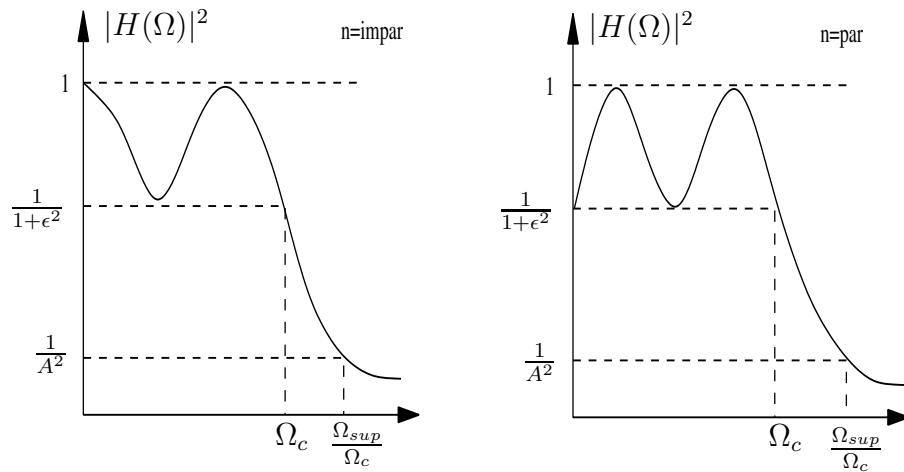 |H(Ω)|²
n=impar
1
1/(1+ϵ²)
1/A²
Ω_c
Ω_sup/Ω_c
|H(Ω)|²
n=par
1
1/(1+ϵ²)
1/A²
Ω_c
Ω_sup/Ω_c